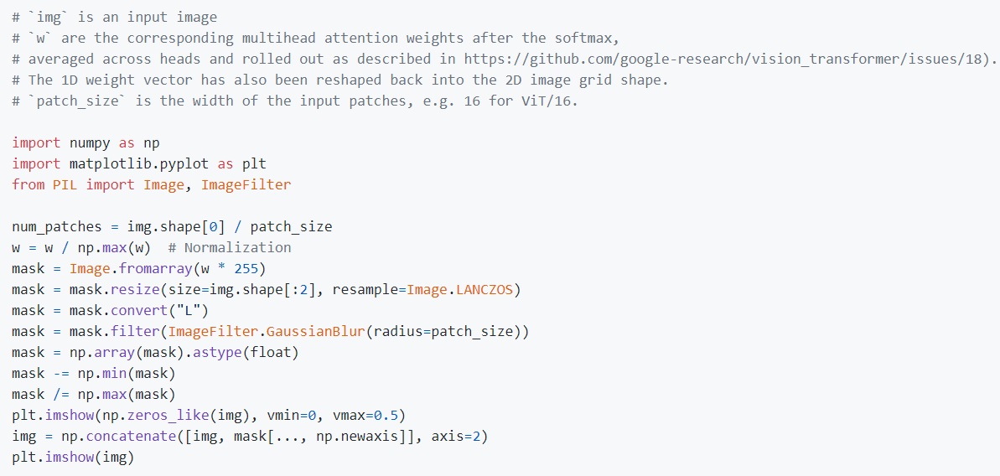 # `img` is an input image
# `w` are the corresponding multihead attention weights after the softmax,
# averaged across heads and rolled out as described in https://github.com/google-research/vision_transformer/issues/18).
# The 1D weight vector has also been reshaped back into the 2D image grid shape.
# `patch_size` is the width of the input patches, e.g. 16 for ViT/16.
import numpy as np
import matplotlib.pyplot as plt
from PIL import Image, ImageFilter
num_patches = img.shape[0] / patch_size
w = w / np.max(w)  # Normalization
mask = Image.fromarray(w * 255)
mask = mask.resize(size=img.shape[:2], resample=Image.LANCZOS)
mask = mask.convert("L")
mask = mask.filter(ImageFilter.GaussianBlur(radius=patch_size))
mask = np.array(mask).astype(float)
mask -= np.min(mask)
mask /= np.max(mask)
plt.imshow(np.zeros_like(img), vmin=0, vmax=0.5)
img = np.concatenate([img, mask[..., np.newaxis]], axis=2)
plt.imshow(img)